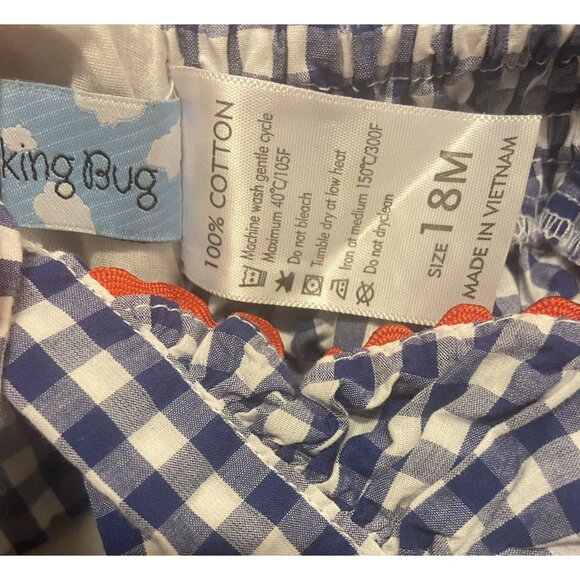 king Bug
100% COTTON
Machine wash gentle cycle
Maximum 40°C/105F
Do not bleach
Tumble dry at low heat
Iron at medium 150°C/300F
Do not dryclean
SIZE 18M
MADE IN VIETNAM